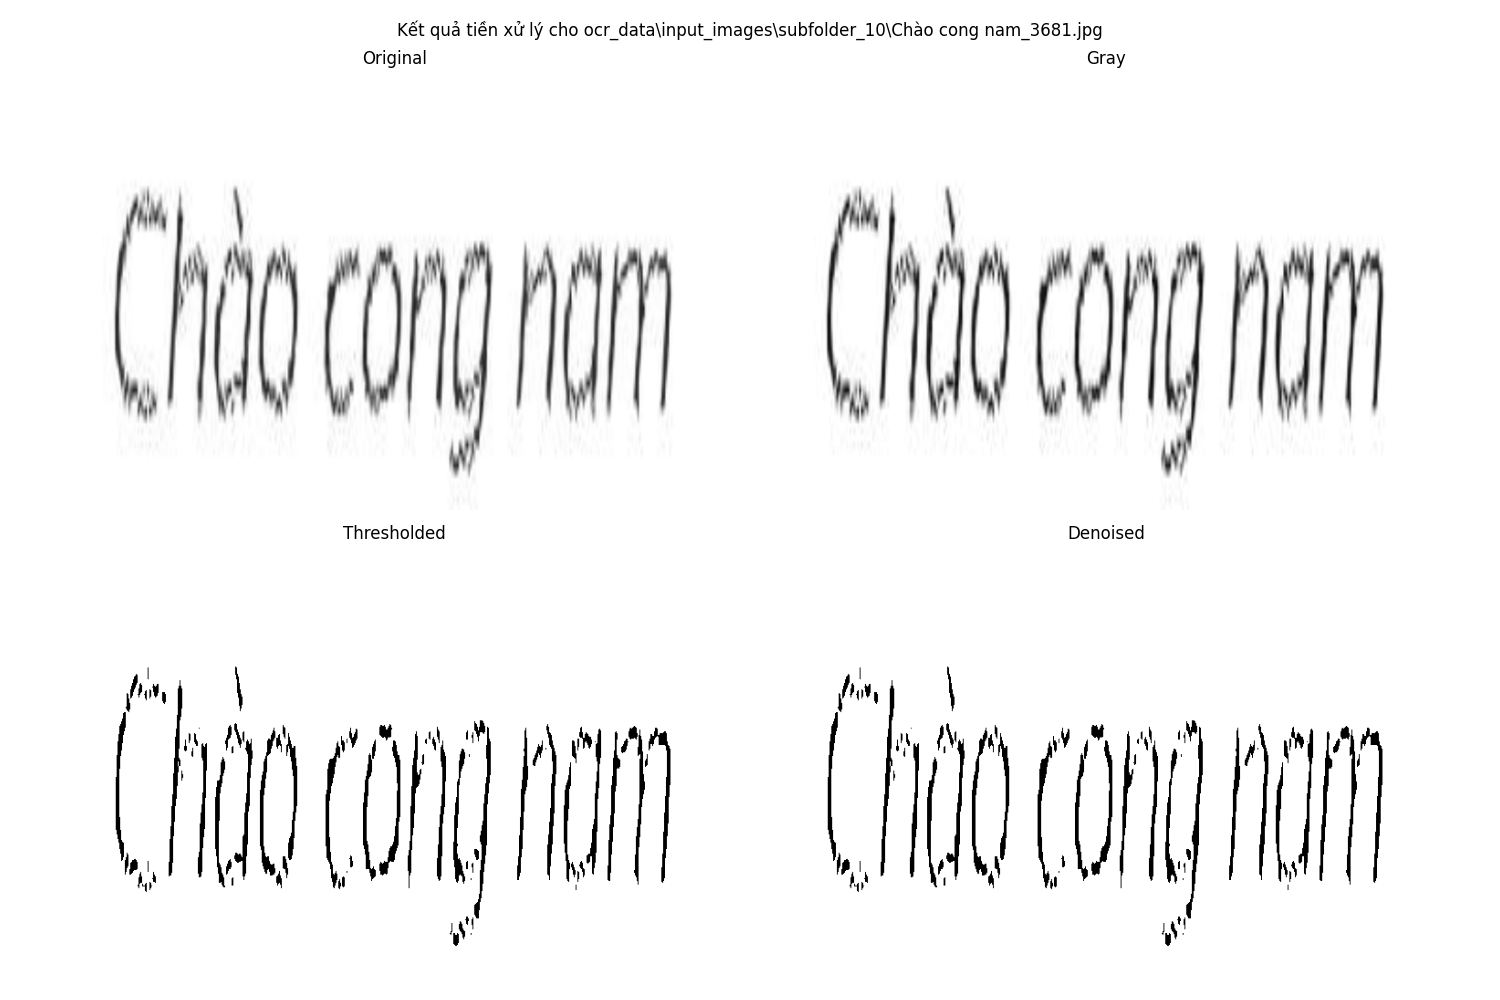 Kết quả tiền xử lý cho ocr_data\input_images\subfolder_10\Chào cong nam_3681.jpg
Original
Gray
Chào cong nam
Chào cong nam
Thresholded
Denoised
Chào cong nam
Chào cong nam